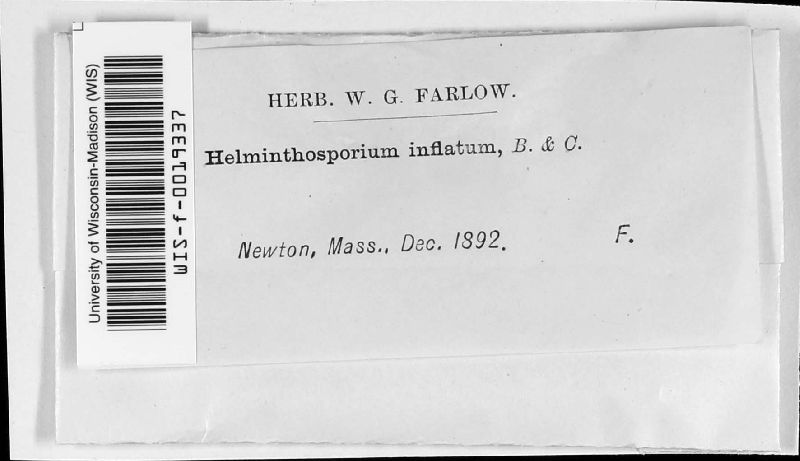 HERB. W. G. FARLOW.
Helminthosporium inflatum, B. & C.
Newton, Mass., Dec. 1892. F.
University of Wisconsin-Madison (WIS)
WIS-f-0019337